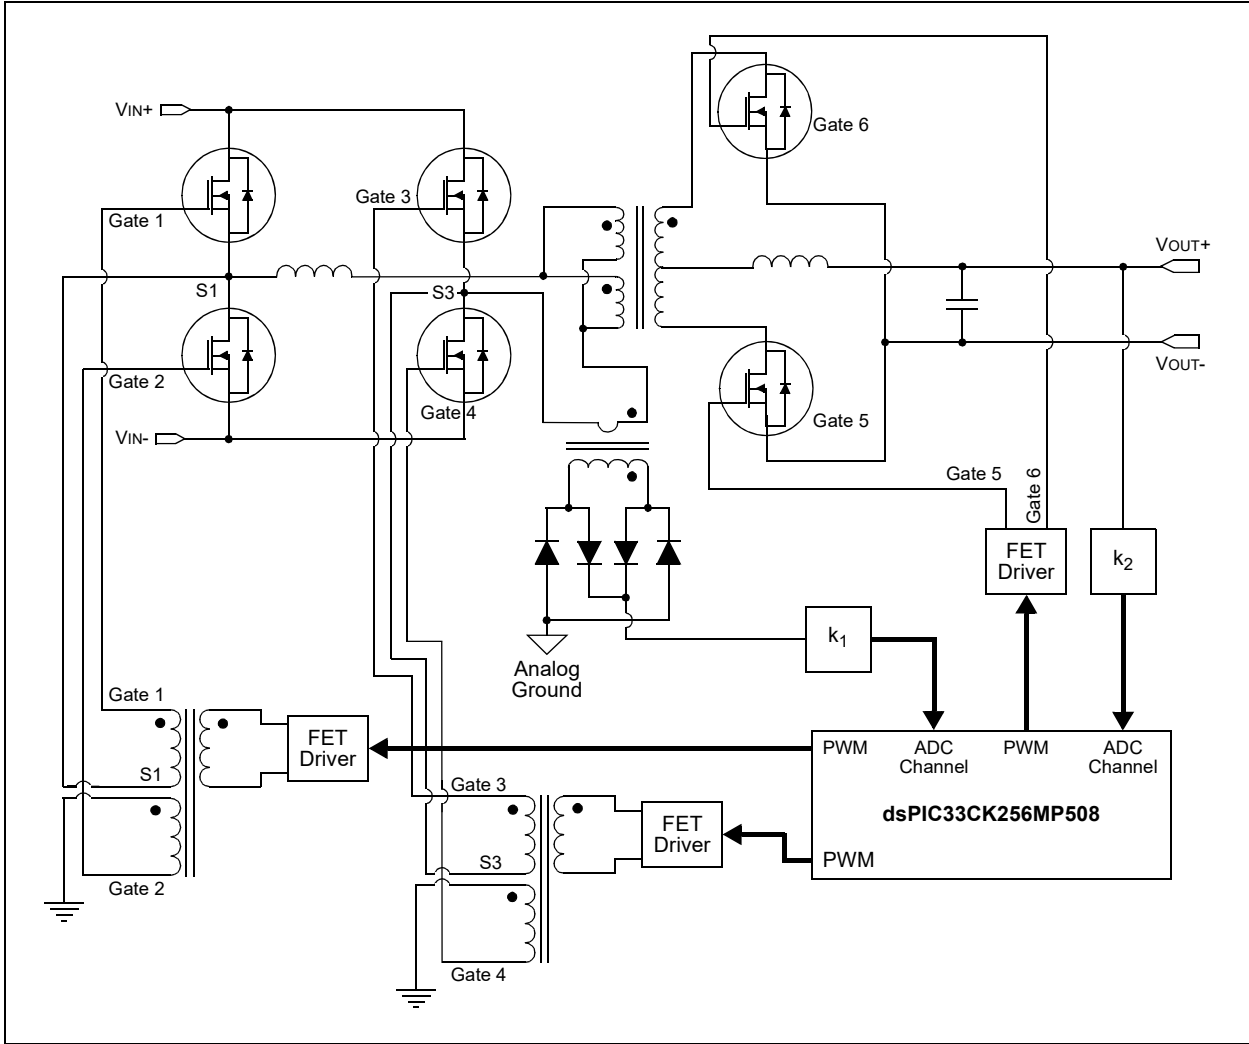 VIN+
Gate 6
Gate 3
Gate 1
VOUT+
S1
S3
VOUT-
Gate 2
Gate 4
Gate 5
VIN-
Gate 5
Gate 6
FET
Driver
k2
k1
Analog
Ground
Gate 1
FET
Driver
PWM
ADC
Channel
PWM
ADC
Channel
S1
Gate 3
dsPIC33CK256MP508
FET
Driver
S3
PWM
Gate 2
Gate 4